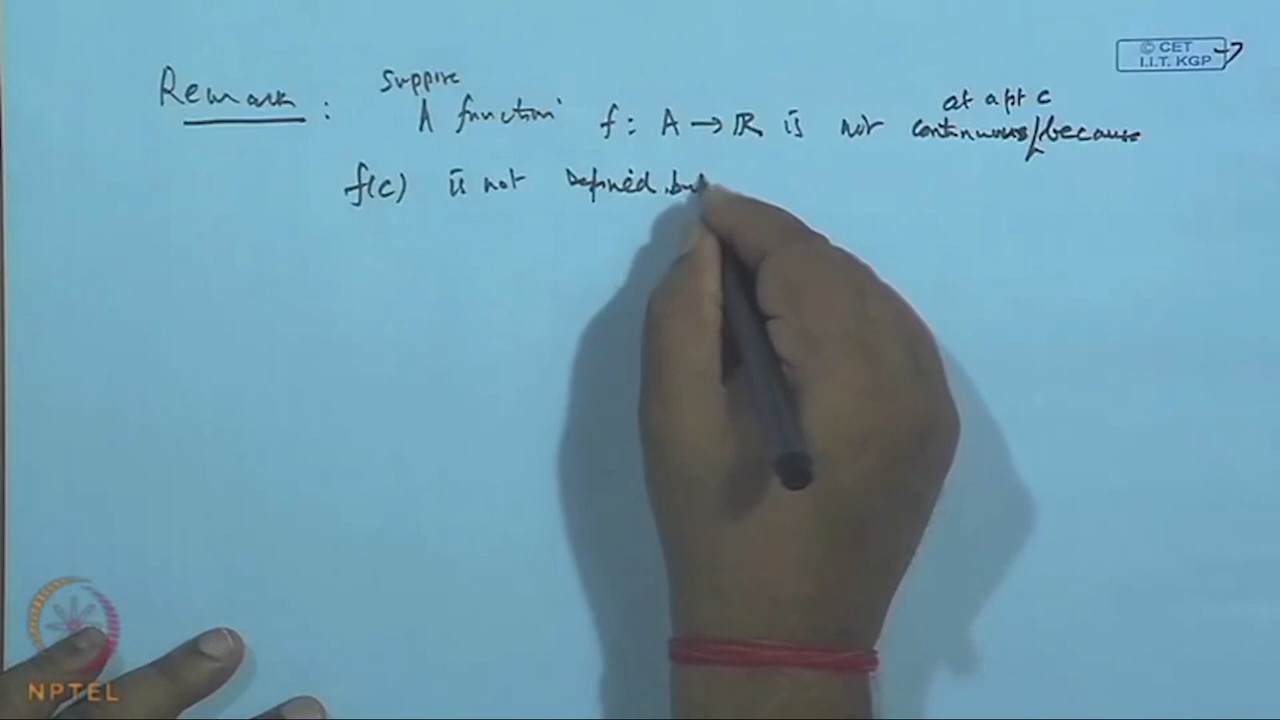 © CET
I.I.T. KGP
Remark : Suppose A function f: A → ℝ is not continuous at a pt c because
f(c) is not defined, but
NPTEL